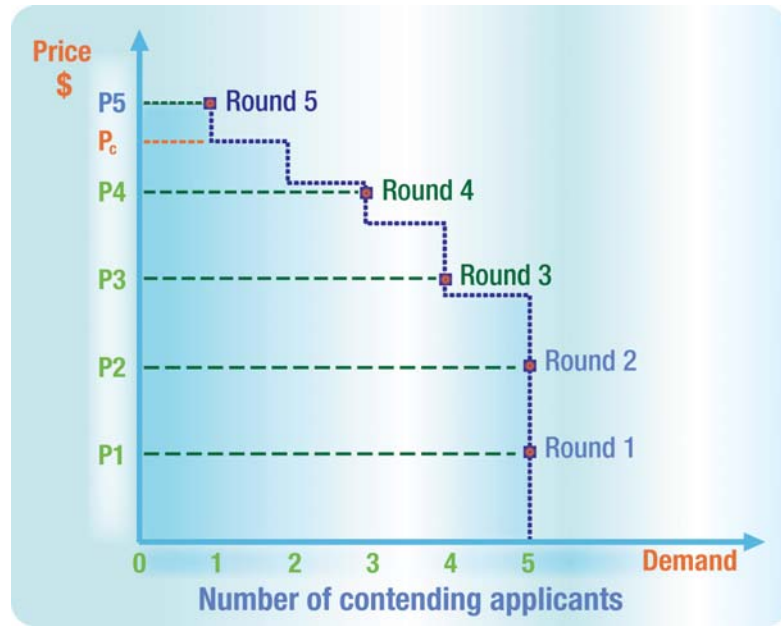 Price
$
P5
Round 5
Pc
P4
Round 4
P3
Round 3
P2
Round 2
P1
Round 1
0 1 2 3 4 5 Demand
Number of contending applicants